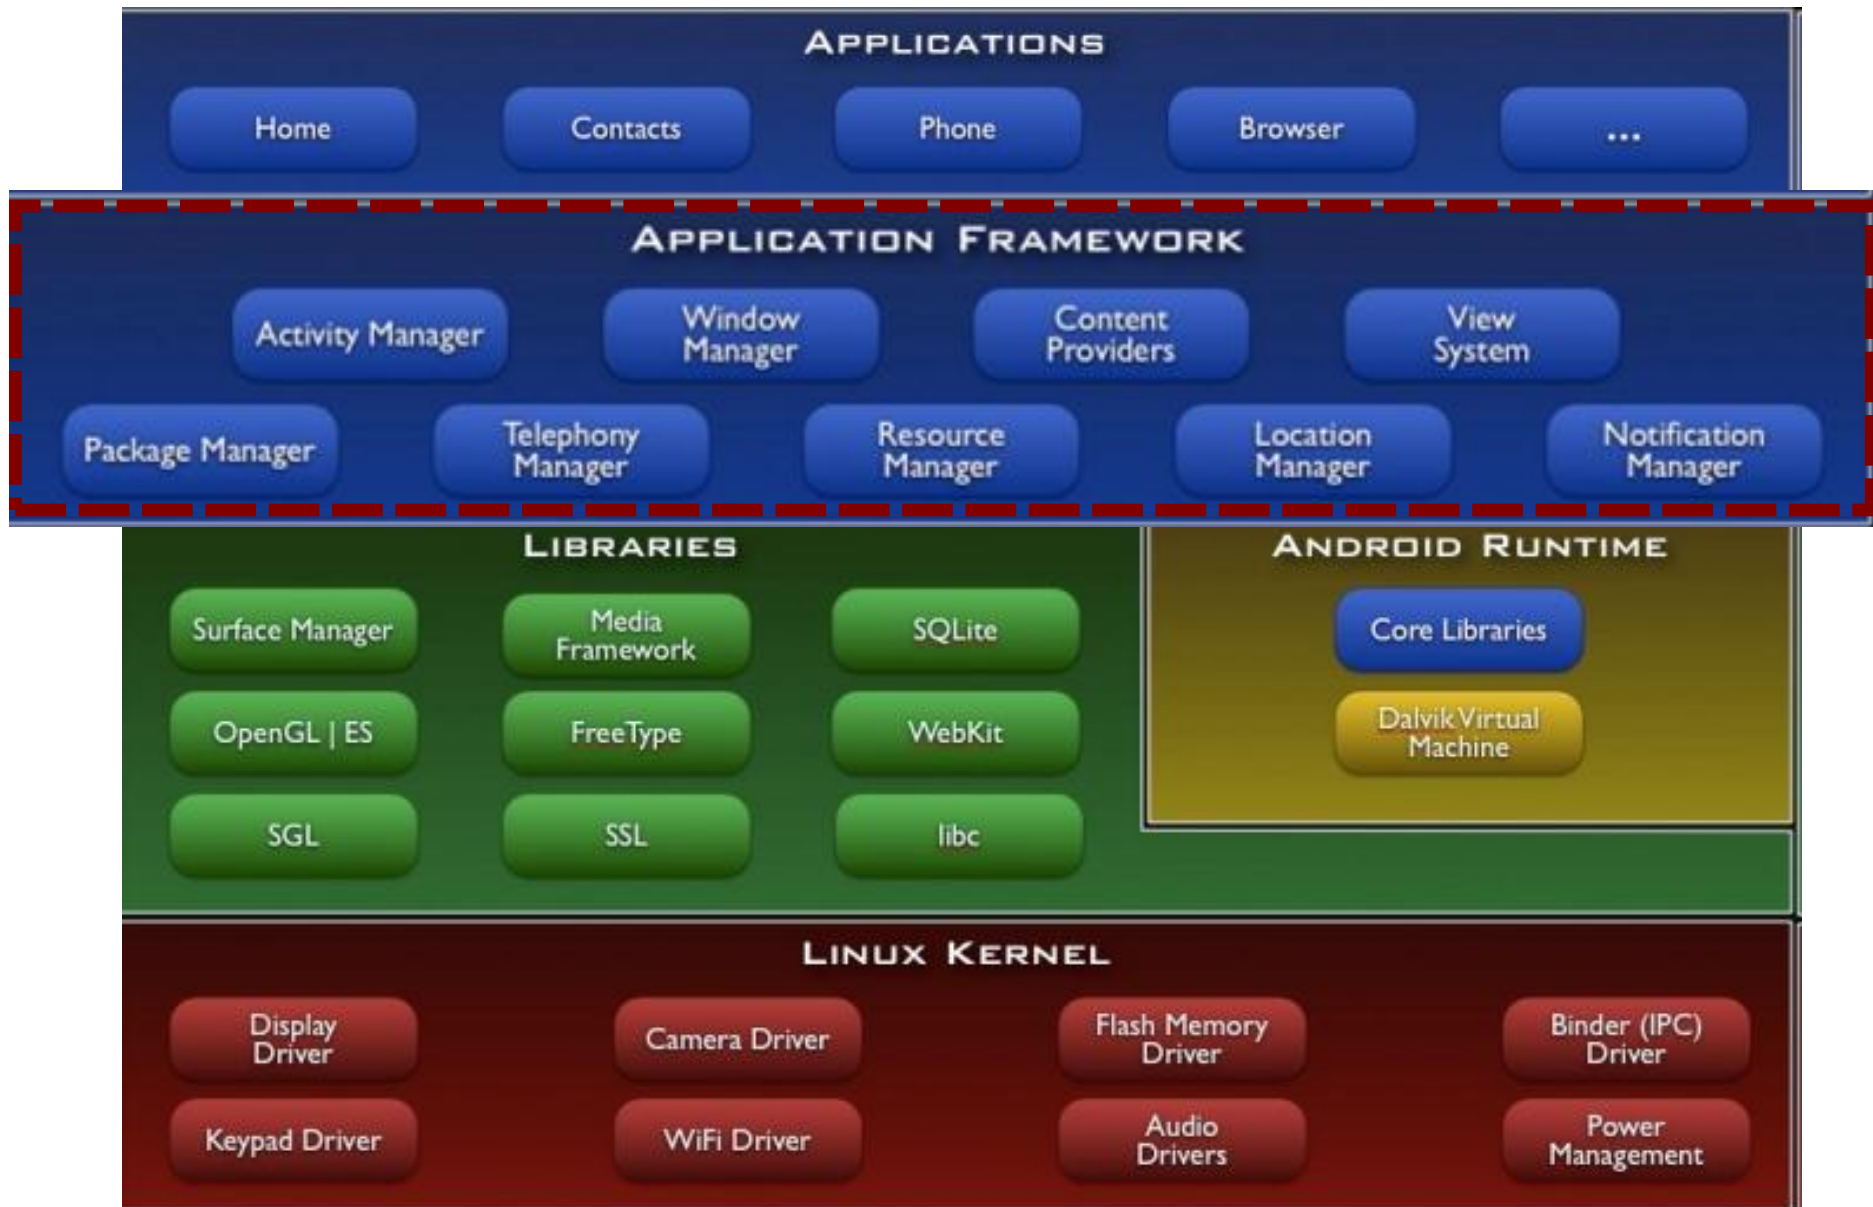 APPLICATIONS
Home
Contacts
Phone
Browser
...
APPLICATION FRAMEWORK
Activity Manager
Window
Manager
Content
Providers
View
System
Package Manager
Telephony
Manager
Resource
Manager
Location
Manager
Notification
Manager
LIBRARIES
Surface Manager
Media
Framework
SQLite
OpenGL | ES
FreeType
WebKit
SGL
SSL
libc
ANDROID RUNTIME
Core Libraries
Dalvik Virtual
Machine
LINUX KERNEL
Display
Driver
Camera Driver
Flash Memory
Driver
Binder (IPC)
Driver
Keypad Driver
WiFi Driver
Audio
Drivers
Power
Management